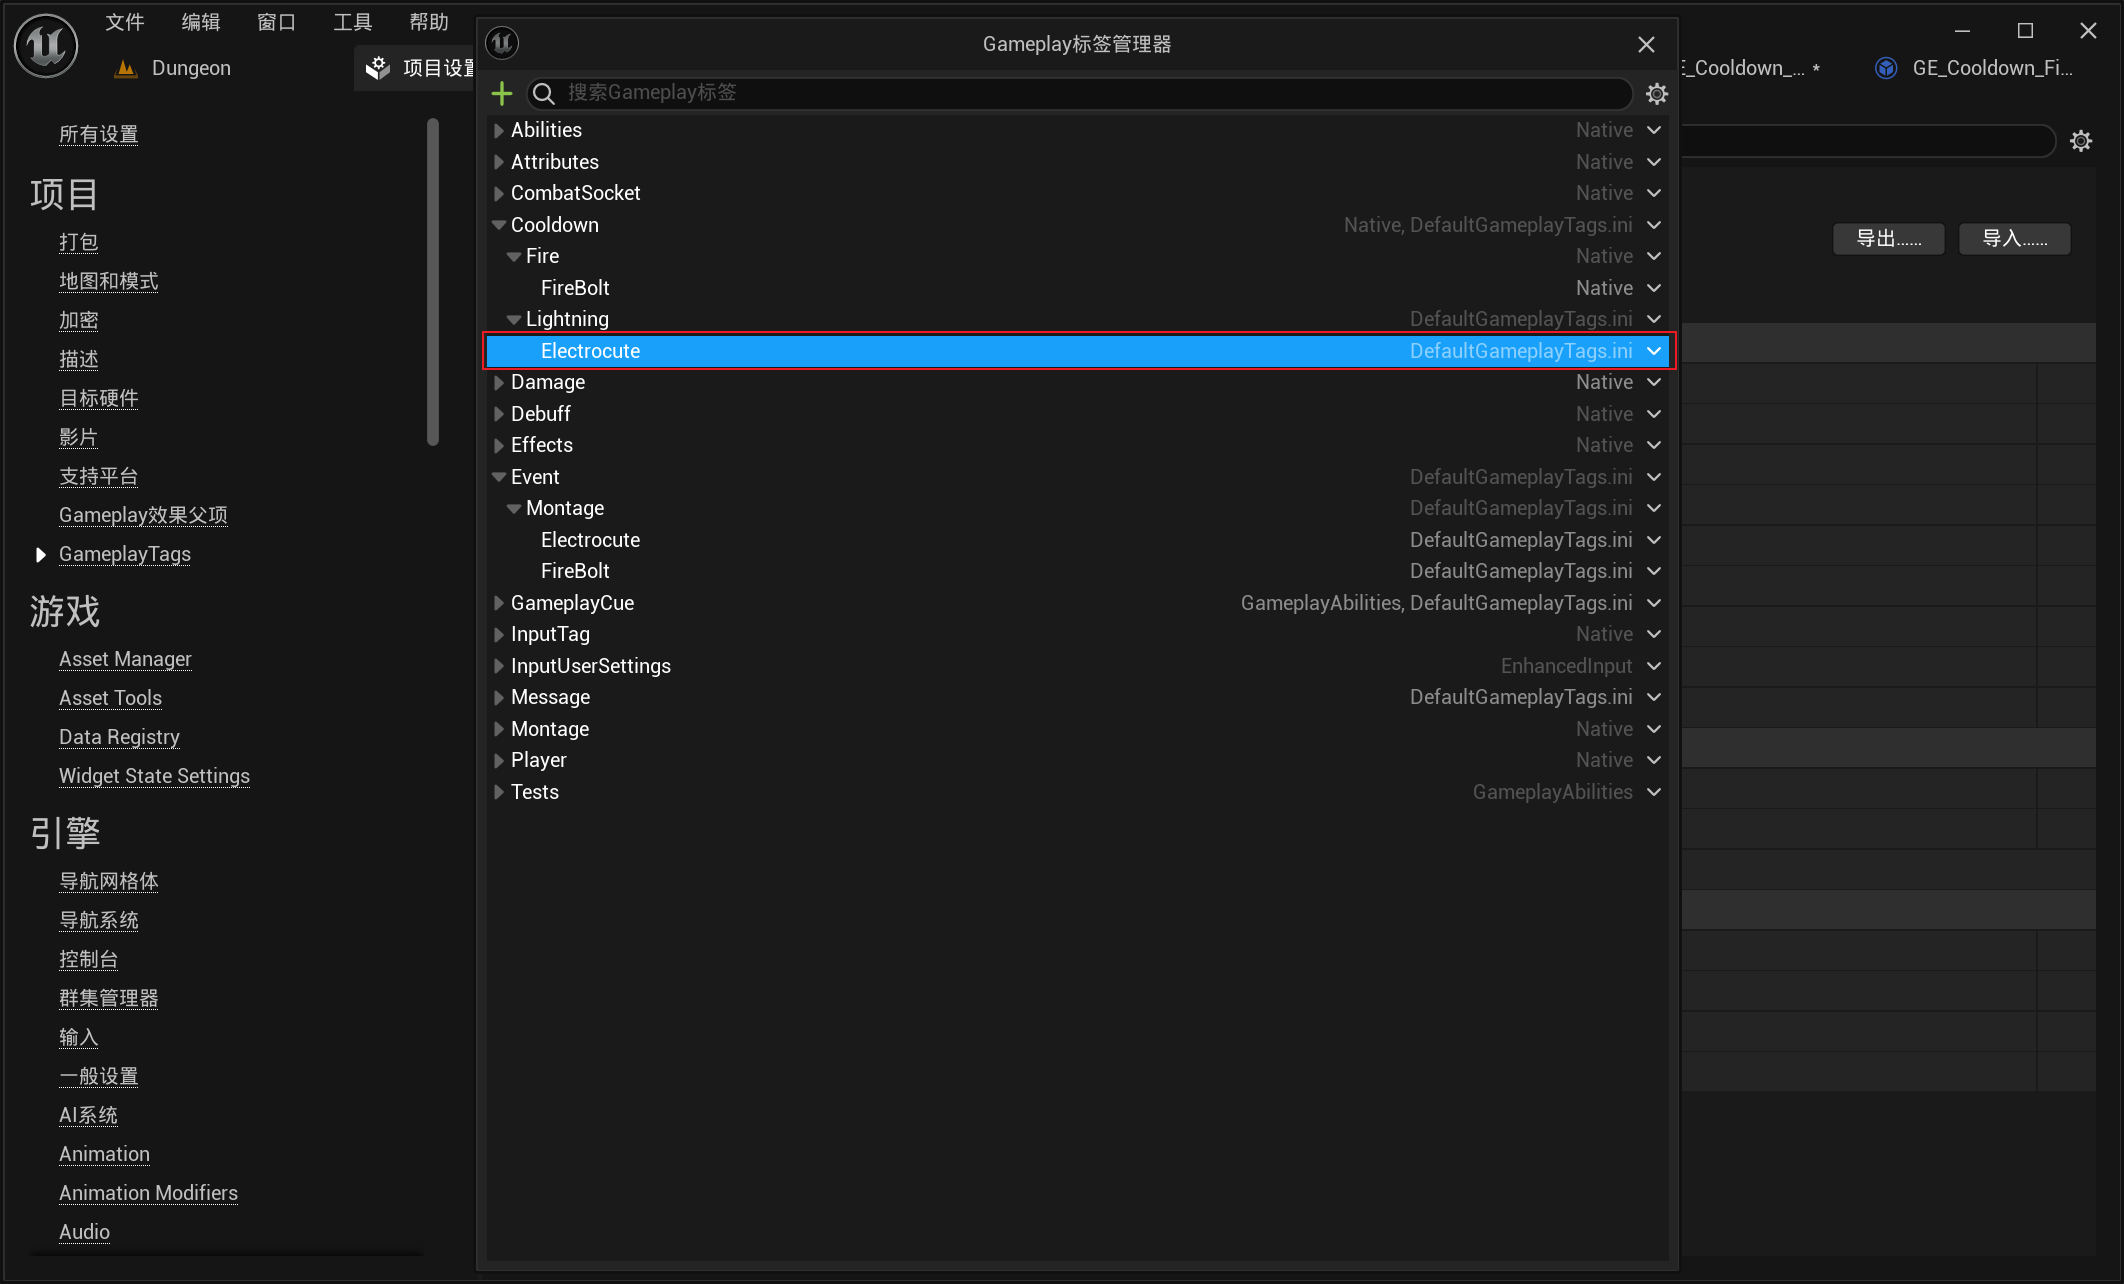 文件 编辑 窗口 工具 帮助
Dungeon
项目设置
E_Cooldown_... *
GE_Cooldown_Fi...
Gameplay标签管理器
搜索Gameplay标签
导出......
导入......
所有设置
项目
打包
地图和模式
加密
描述
目标硬件
影片
支持平台
Gameplay效果父项
GameplayTags
游戏
Asset Manager
Asset Tools
Data Registry
Widget State Settings
引擎
导航网格体
导航系统
控制台
群集管理器
输入
一般设置
AI系统
Animation
Animation Modifiers
Audio
Abilities Native
Attributes Native
CombatSocket Native
Cooldown Native, DefaultGameplayTags.ini
Fire Native
FireBolt Native
Lightning DefaultGameplayTags.ini
Electrocute DefaultGameplayTags.ini
Damage Native
Debuff Native
Effects Native
Event DefaultGameplayTags.ini
Montage DefaultGameplayTags.ini
Electrocute DefaultGameplayTags.ini
FireBolt DefaultGameplayTags.ini
GameplayCue GameplayAbilities, DefaultGameplayTags.ini
InputTag Native
InputUserSettings EnhancedInput
Message DefaultGameplayTags.ini
Montage Native
Player Native
Tests GameplayAbilities